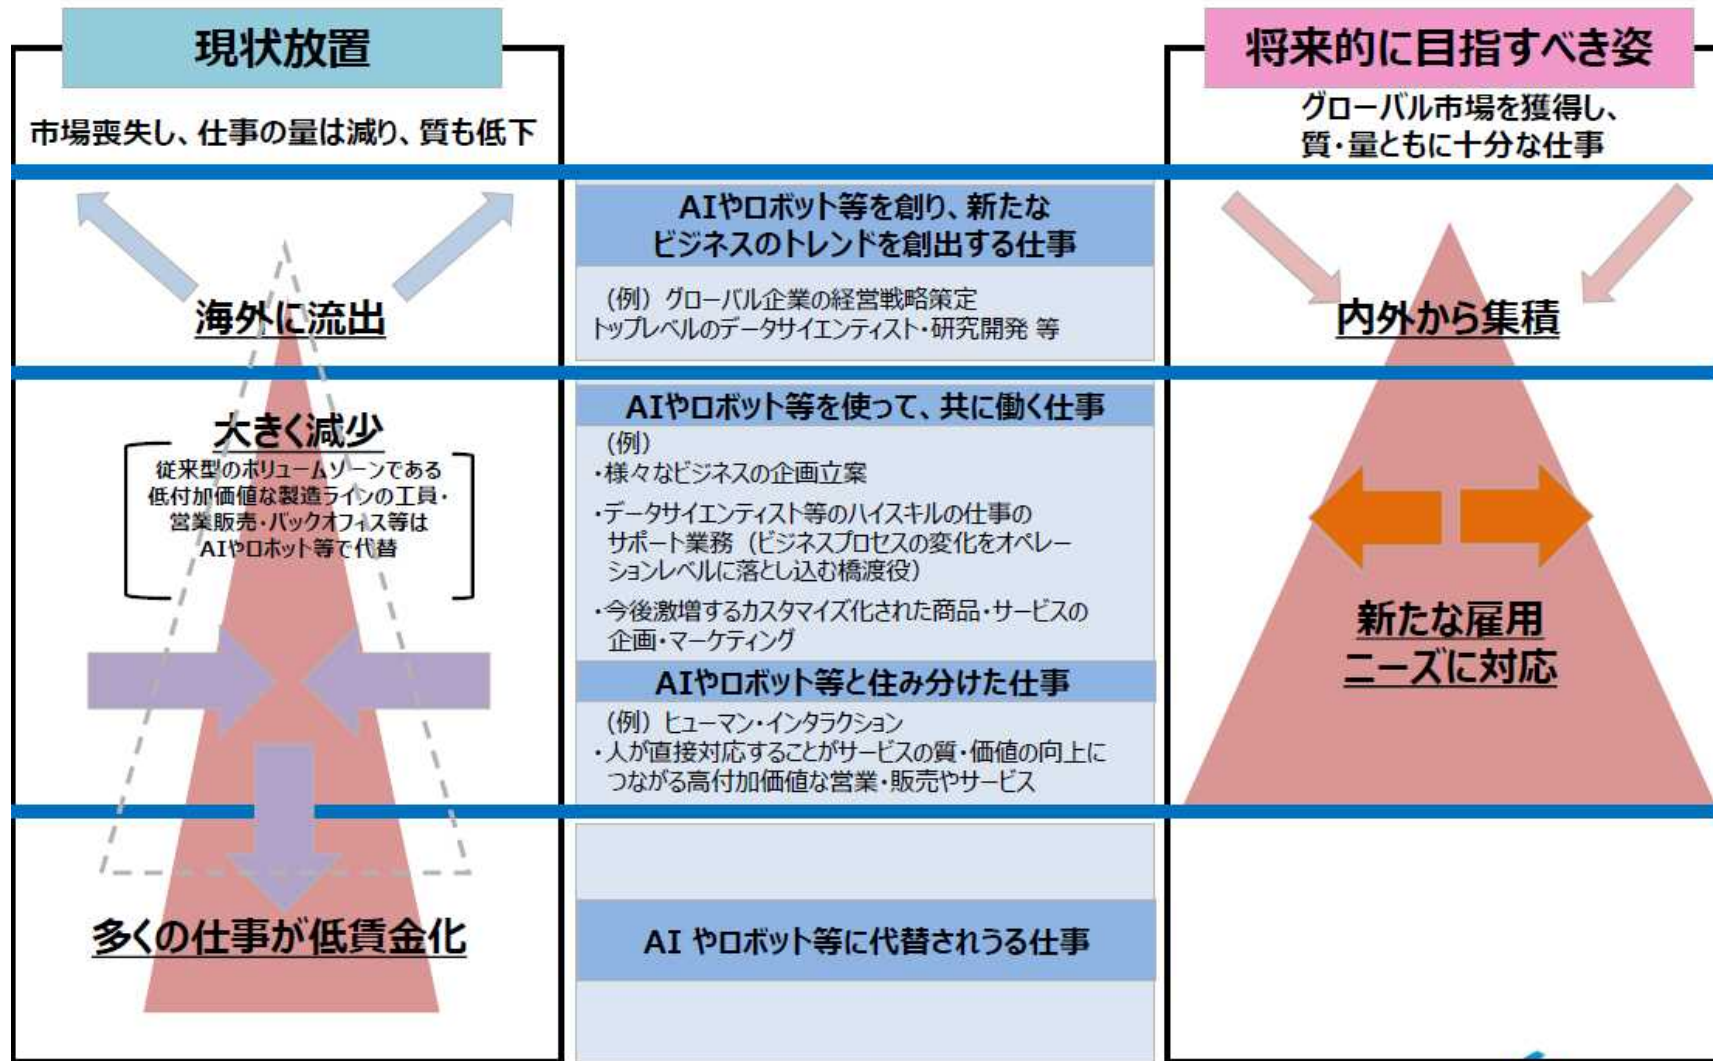 現状放置
市場喪失し、仕事の量は減り、質も低下
海外に流出
大きく減少
従来型のボリュームゾーンである
低付加価値な製造ラインの工員・
営業販売・バックオフィス等は
AIやロボット等で代替
多くの仕事が低賃金化
AIやロボット等を創り、新たな
ビジネスのトレンドを創出する仕事
（例）グローバル企業の経営戦略策定
トップレベルのデータサイエンティスト・研究開発 等
AIやロボット等を使って、共に働く仕事
（例）
・様々なビジネスの企画立案
・データサイエンティスト等のハイスキルの仕事の
サポート業務（ビジネスプロセスの変化をオペレー
ションレベルに落とし込む橋渡役）
・今後激増するカスタマイズ化された商品・サービスの
企画・マーケティング
AIやロボット等と住み分けた仕事
（例）ヒューマン・インタラクション
・人が直接対応することがサービスの質・価値の向上に
つながる高付加価値な営業・販売やサービス
AI やロボット等に代替されうる仕事
将来的に目指すべき姿
グローバル市場を獲得し、
質・量ともに十分な仕事
内外から集積
新たな雇用
ニーズに対応